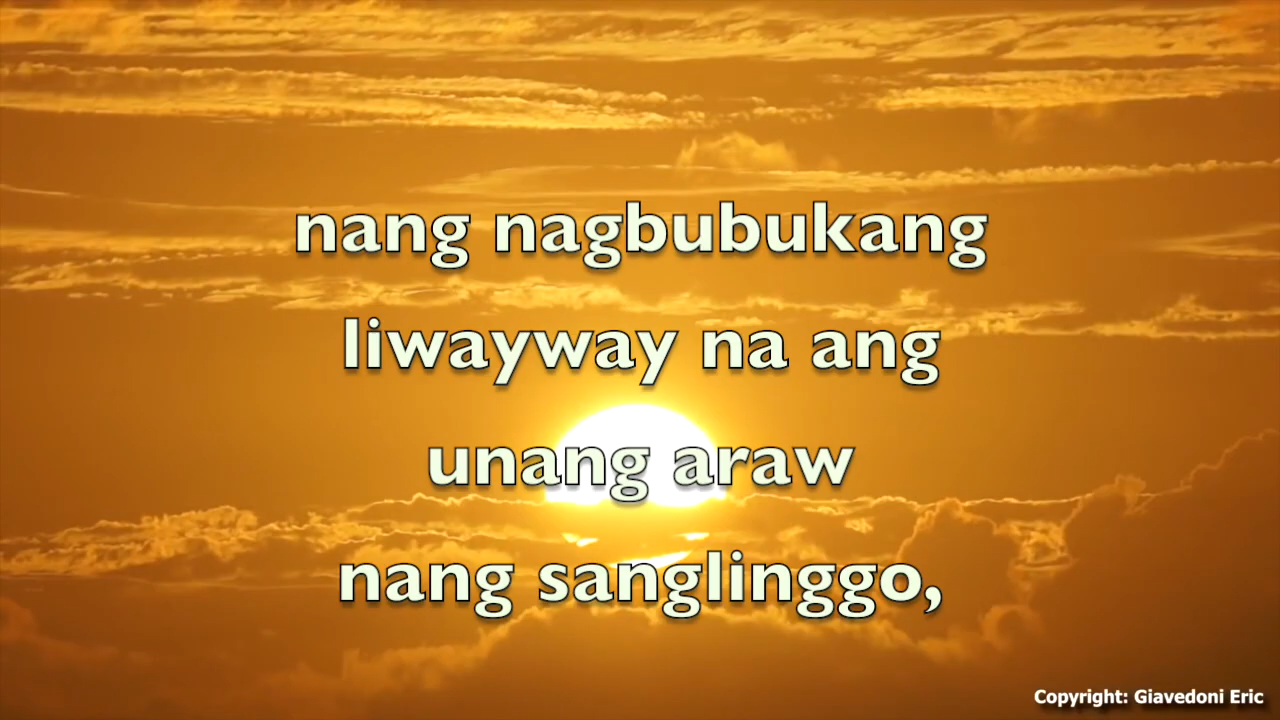 nang nagbubukang
liwayway na ang
unang araw
nang sanglinggo,
Copyright: Giavedoni Eric